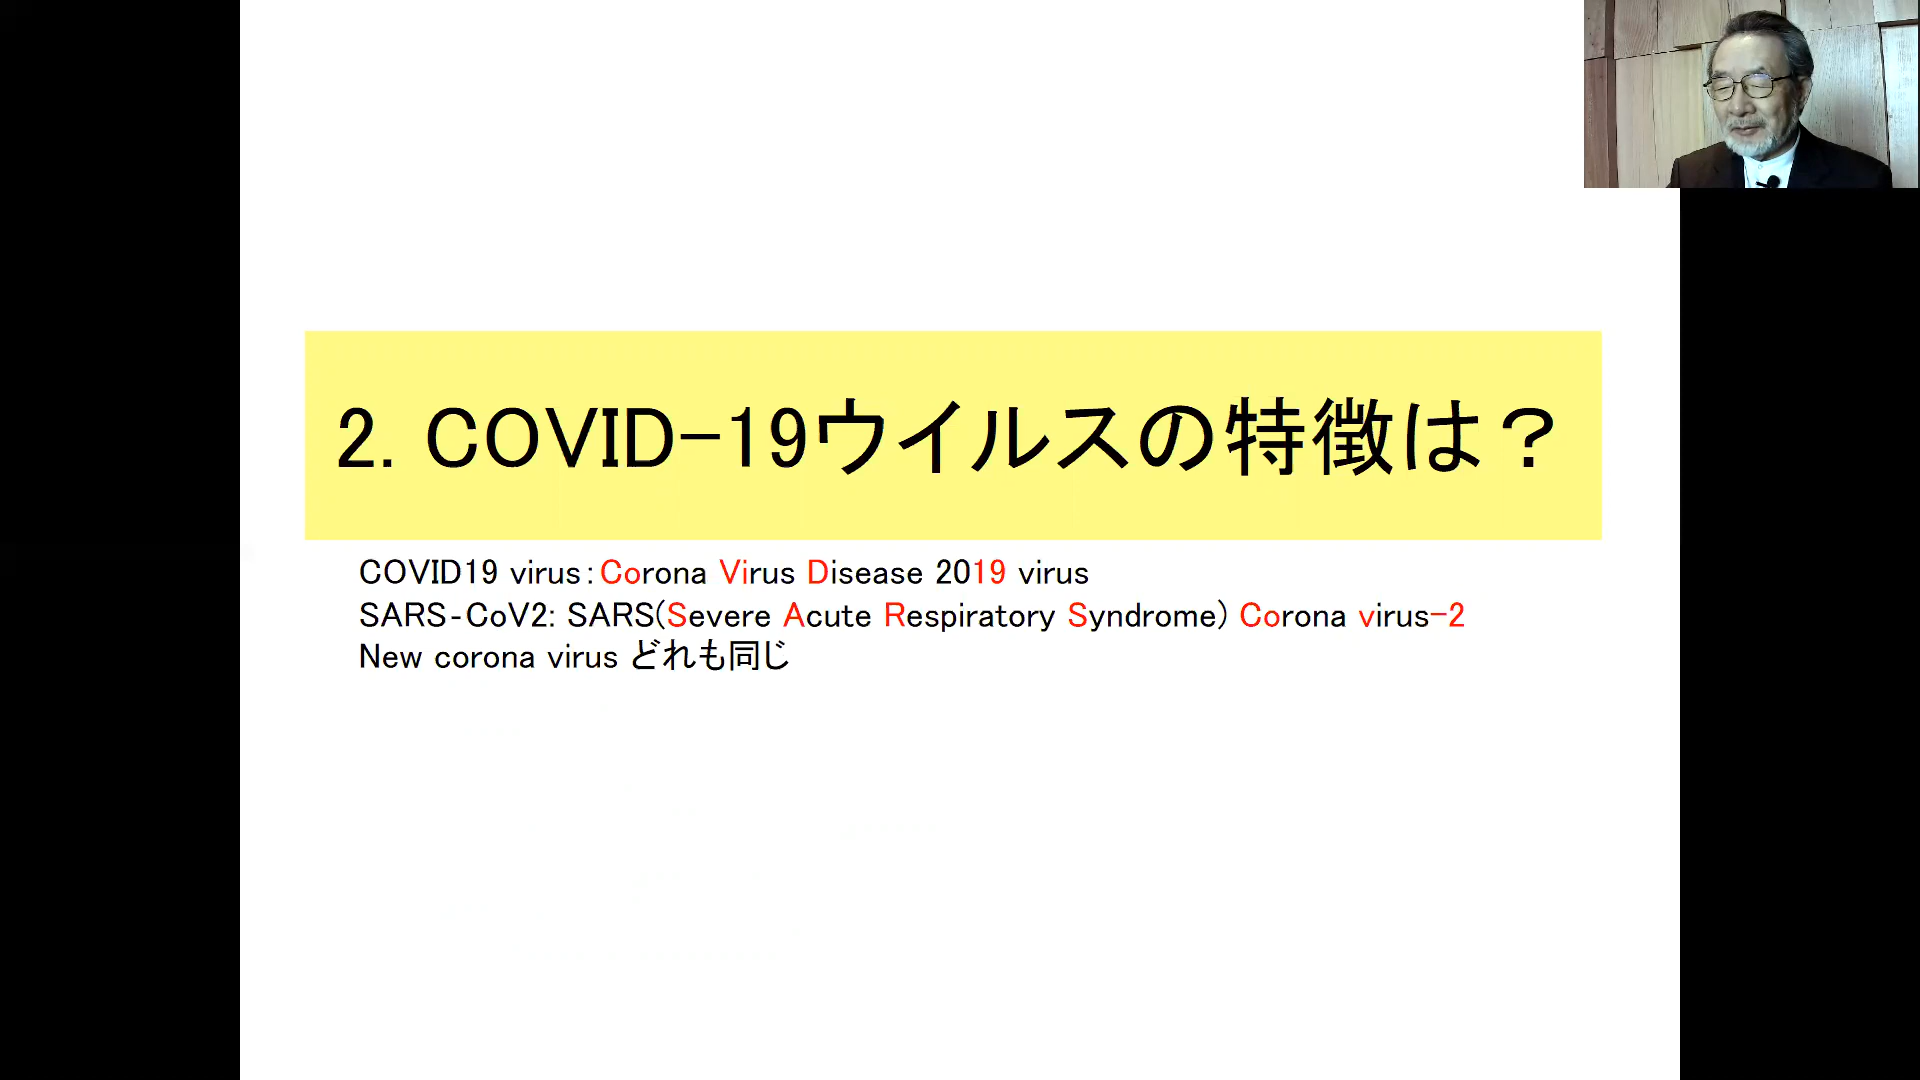 2. COVID-19ウイルスの特徴は？
COVID19 virus：Corona Virus Disease 2019 virus
SARS-CoV2: SARS(Severe Acute Respiratory Syndrome) Corona virus-2
New corona virus どれも同じ